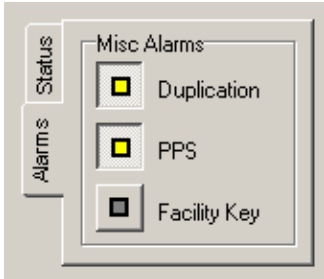 Status
Alarms
Misc Alarms
Duplication
PPS
Facility Key